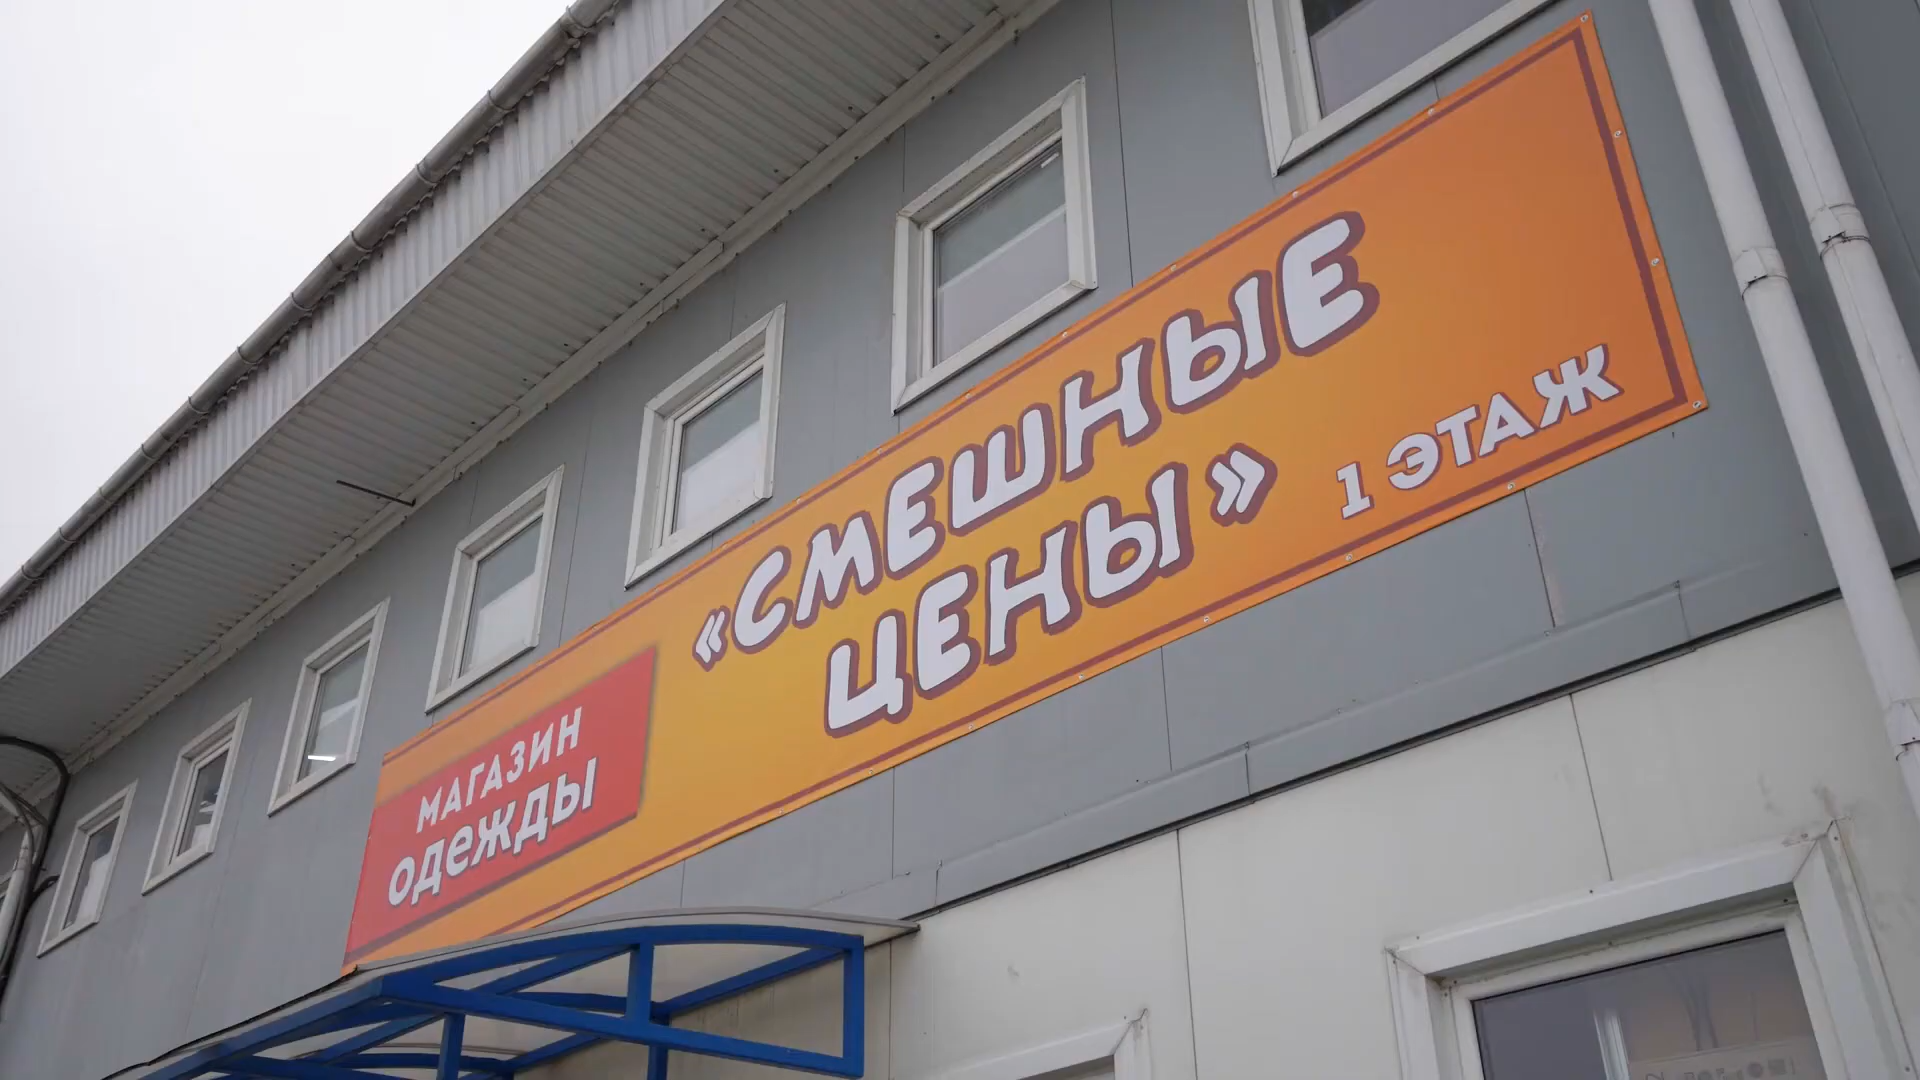 МАГАЗИН
ОДЕЖДЫ
«СМЕШНЫЕ
ЦЕНЫ»
1 ЭТАЖ